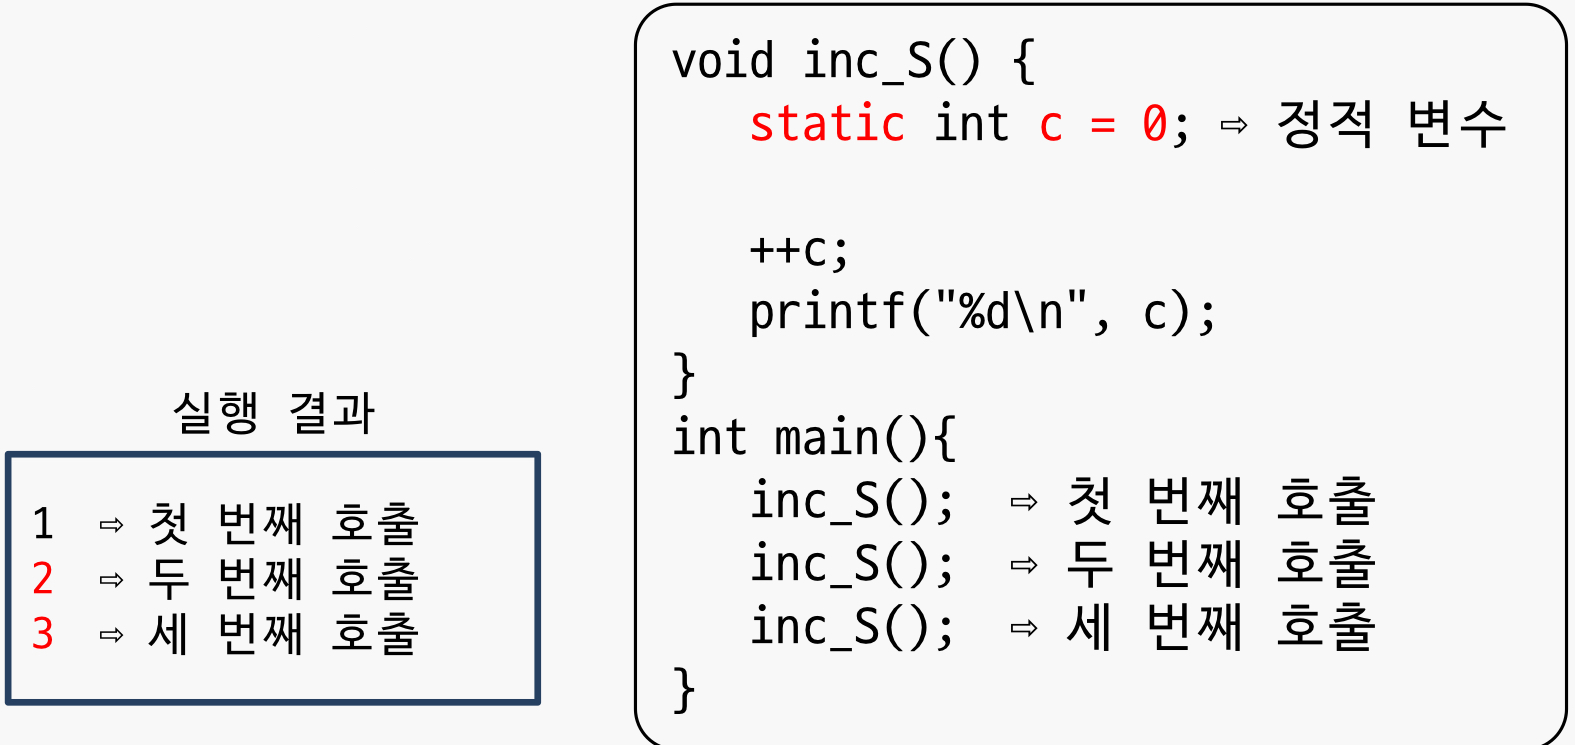 void inc_S() {
static int c = 0; ⇨ 정적 변수
++c;
printf("%d\n", c);
}
int main(){
inc_S(); ⇨ 첫 번째 호출
inc_S(); ⇨ 두 번째 호출
inc_S(); ⇨ 세 번째 호출
}
실행 결과
1 ⇨ 첫 번째 호출
2 ⇨ 두 번째 호출
3 ⇨ 세 번째 호출